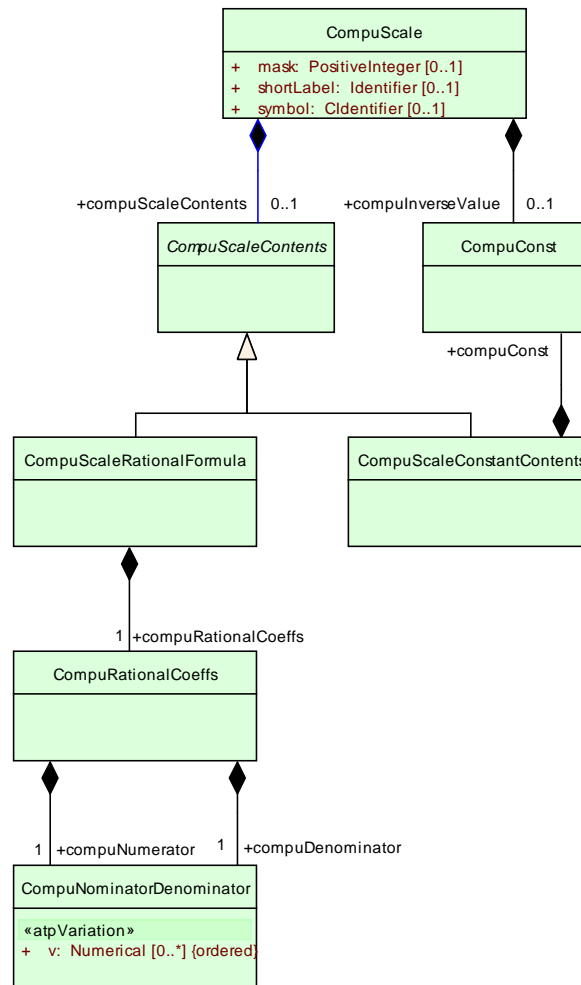 CompuScale
+ mask: PositiveInteger [0..1]
+ shortLabel: Identifier [0..1]
+ symbol: CIdentifier [0..1]
+compuScaleContents 0..1
+compuInverseValue 0..1
CompuScaleContents
CompuConst
+compuConst
CompuScaleRationalFormula
CompuScaleConstantContents
1 +compuRationalCoeffs
CompuRationalCoeffs
1 +compuNumerator
1 +compuDenominator
CompuNominatorDenominator
«atpVariation»
+ v: Numerical [0..*] {ordered}